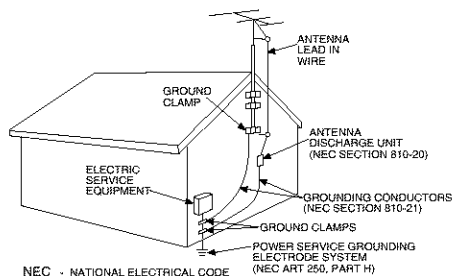 ANTENNA
LEAD IN
WIRE
GROUND
CLAMP
ANTENNA
DISCHARGE UNIT
(NEC SECTION 810-20)
ELECTRIC
SERVICE
EQUIPMENT
GROUNDING CONDUCTORS
(NEC SECTION 810-21)
GROUND CLAMPS
POWER SERVICE GROUNDING
ELECTRODE SYSTEM
(NEC ART 250, PART H)
NEC - NATIONAL ELECTRICAL CODE